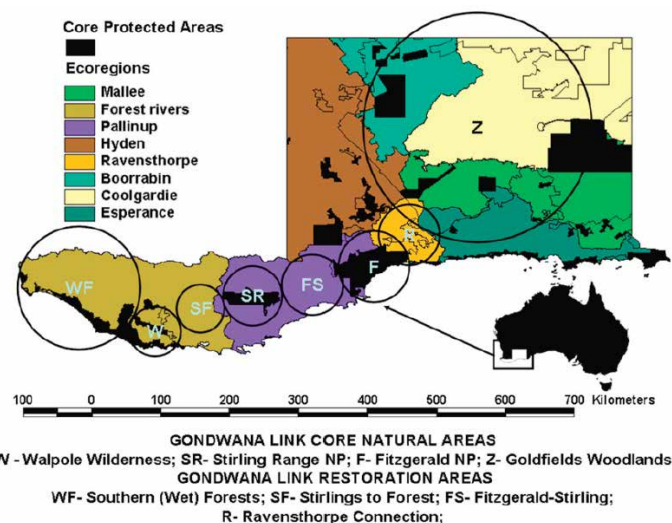 Core Protected Areas
Ecoregions
Mallee
Forest rivers
Pallinup
Hyden
Ravensthorpe
Boorrabin
Coolgardie
Esperance
Z
R
F
FS
SR
SF
WF
W
100 0 100 200 300 400 500 600 700 Kilometers
GONDWANA LINK CORE NATURAL AREAS
W - Walpole Wilderness; SR- Stirling Range NP; F- Fitzgerald NP; Z- Goldfields Woodlands
GONDWANA LINK RESTORATION AREAS
WF- Southern (Wet) Forests; SF- Stirlings to Forest; FS- Fitzgerald-Stirling;
R- Ravensthorpe Connection;